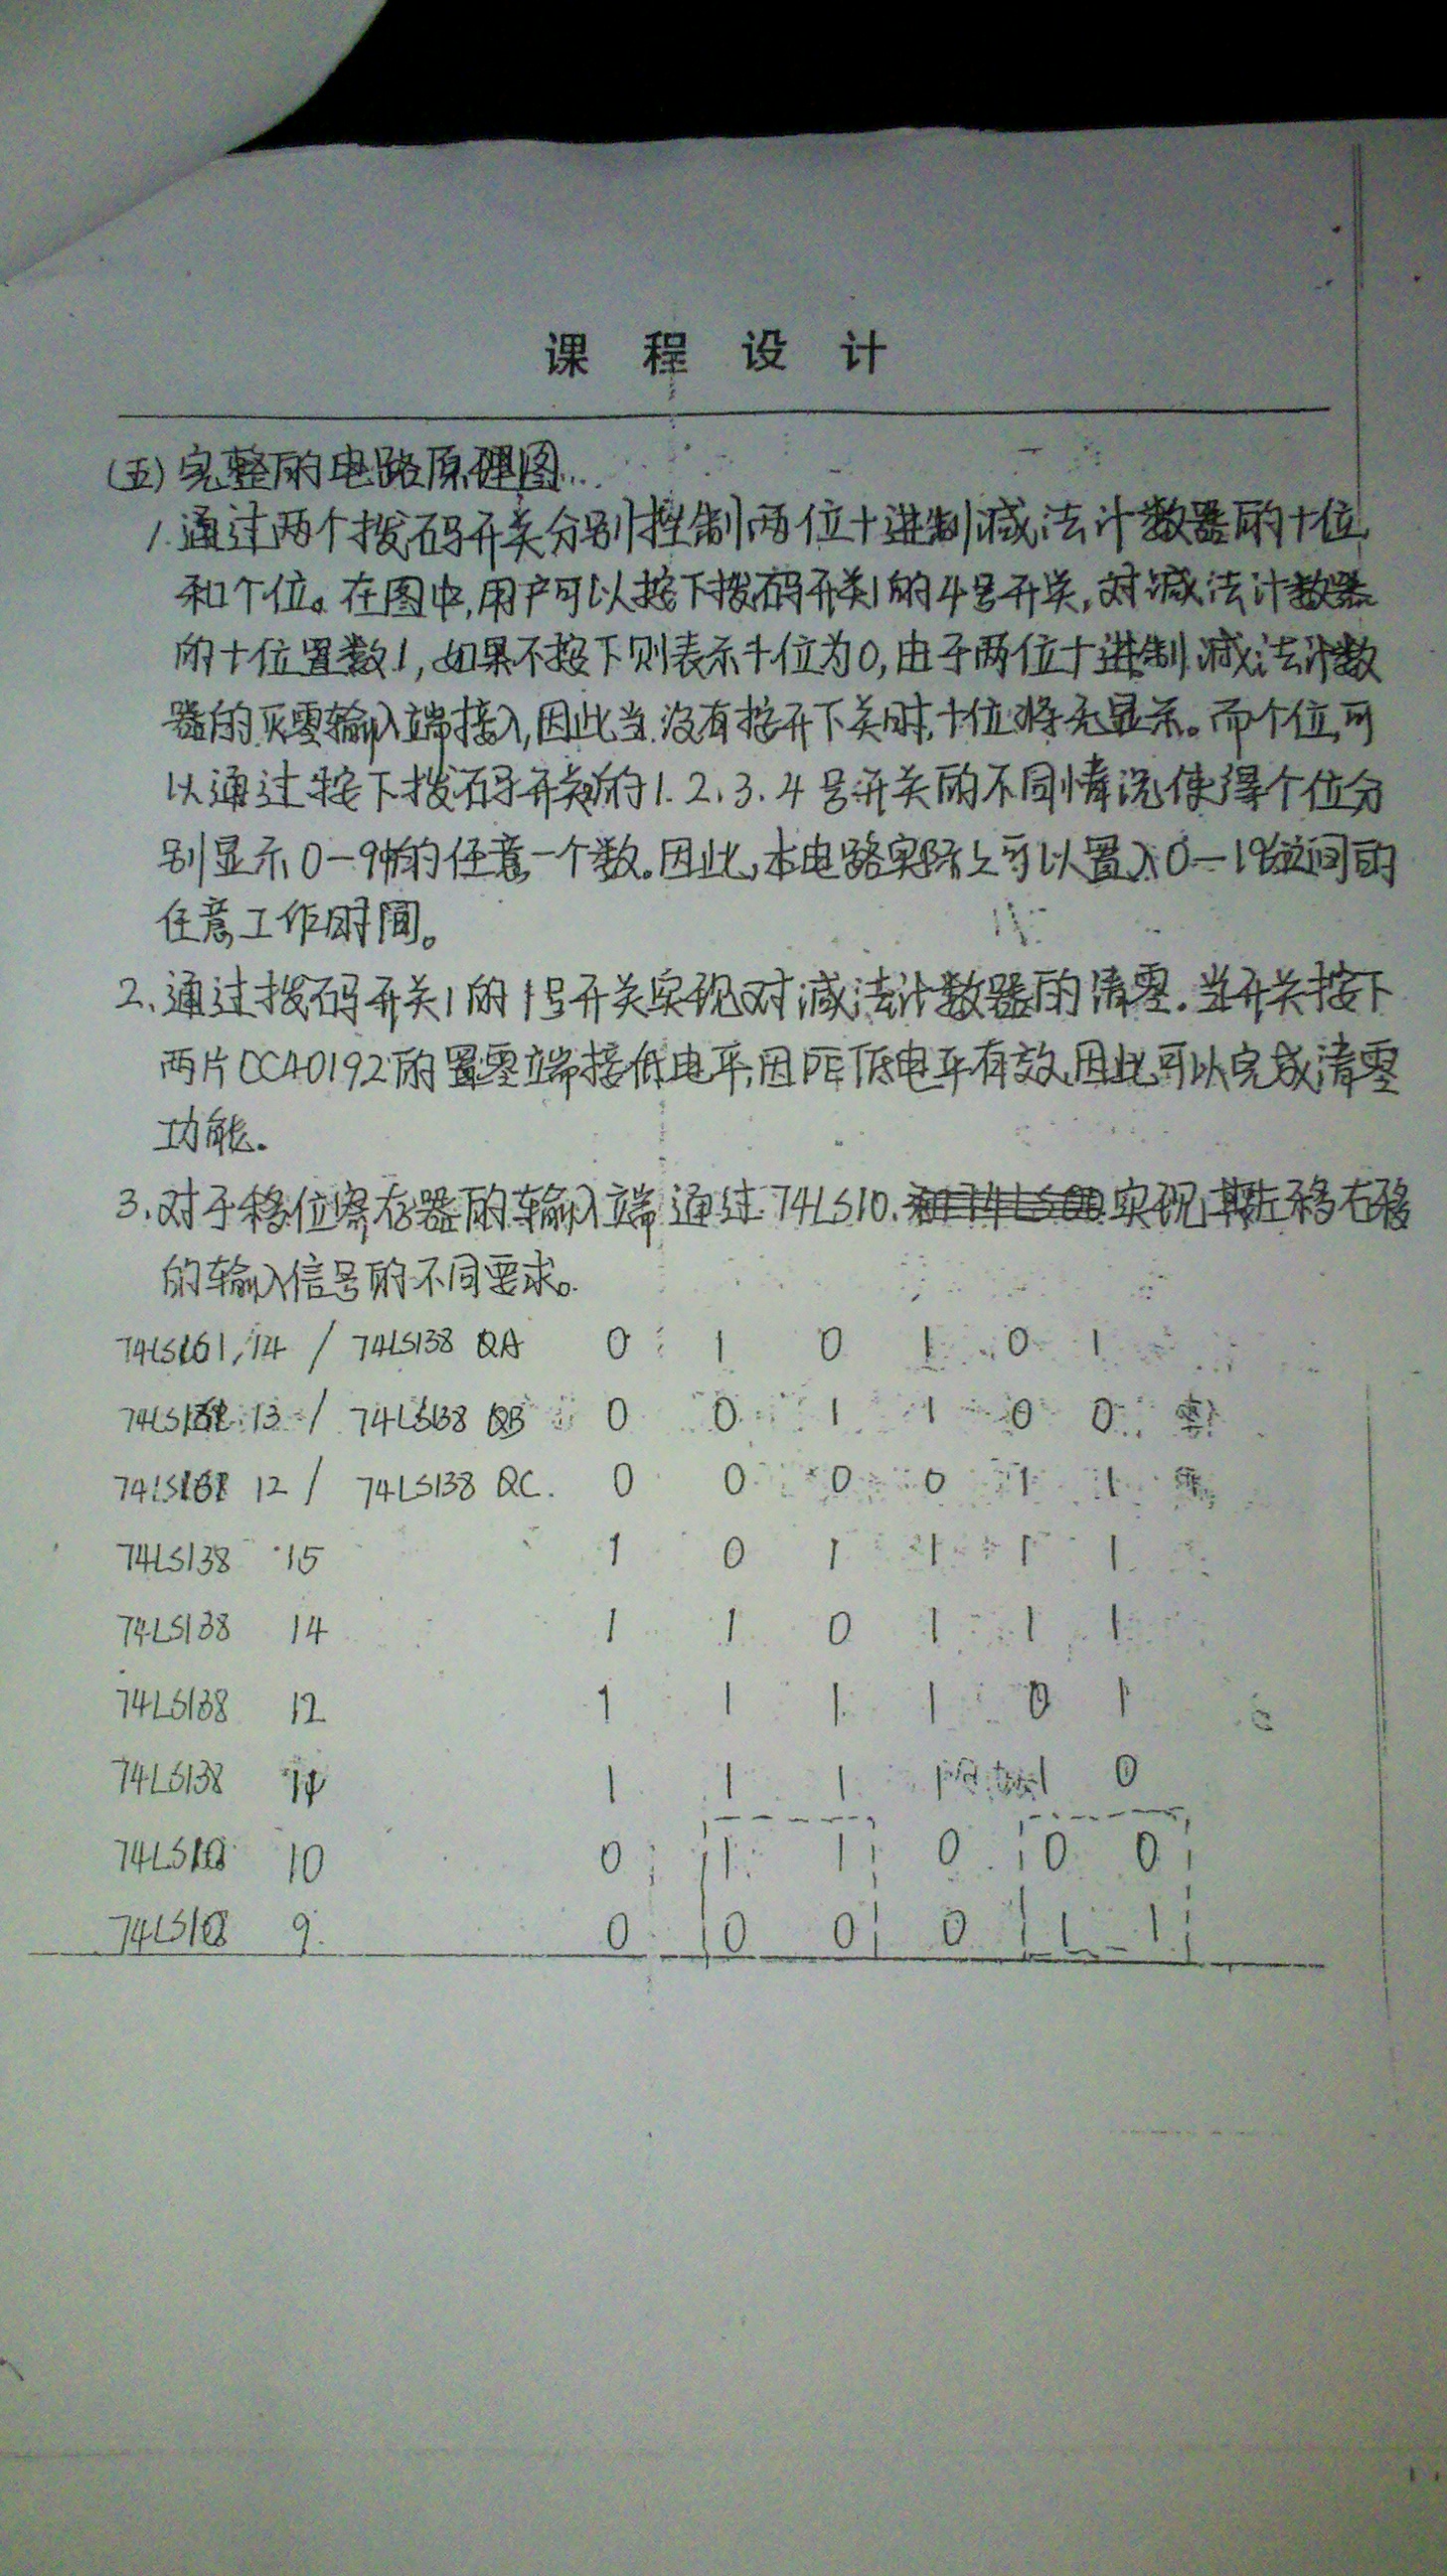 课程设计
(五)完整的电路原理图
1.通过两个拨码开关分别控制两位十进制减法计数器的十位
和个位。在图中,用户可以按下拨码开关1的4号开关,对减法计数器
的十位置数1,如果不按下则表示十位为0,由于两位十进制减法计数
器的灭零输入端接入,因此当没有按开下关时,十位将无显示。而个位可
以通过按下拨码开关的1.2.3.4号开关的不同情况使得个位分
别显示0-9的任意一个数。因此,本电路实际上可以置入0-19之间的
任意工作时间。
2.通过拨码开关1的1号开关实现对减法计数器的清零.当开关按下
两片CC40192的置零端接低电平,因PE低电平有效,因此可以完成清零
功能.
3.对于移位寄存器的输入端通过74LS10.实现其左移右移
的输入信号的不同要求。
74LS161,14 / 74LS138 QA 0 1 0 1 0 1
13 / 74LS138 QB 0 0 1 1 0 0
12 / 74LS138 QC. 0 0 0 0 1 1
74LS138 15 1 0 1 1 1 1
74LS138 14 1 1 0 1 1 1
74LS138 12 1 1 1 1 0 1
74LS138 11 1 1 1 1 1 0
74LS10 10 0 1 1 0 0 0
74LS10 9. 0 0 0 0 1 1